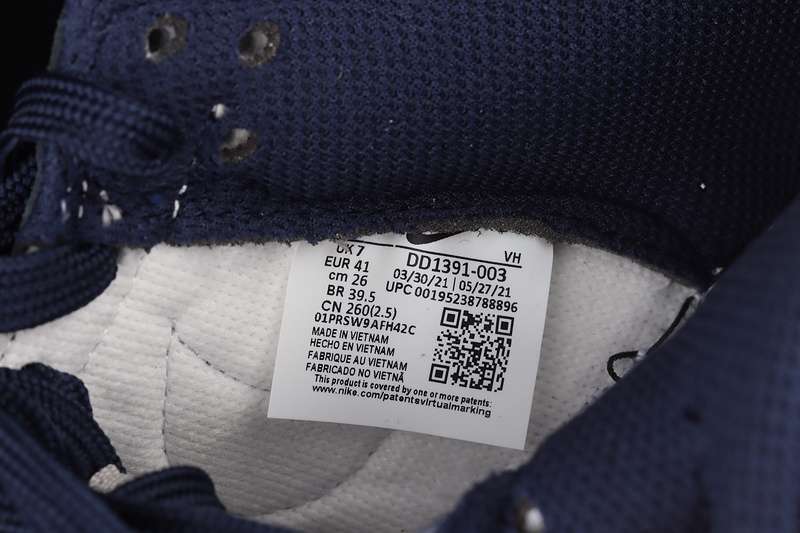 UK 7
EUR 41
cm 26
BR 39.5
CN 260(2.5)
01PRSW9AFH42C
VH
DD1391-003
03/30/21 | 05/27/21
UPC 00195238788896
MADE IN VIETNAM
HECHO EN VIETNAM
FABRIQUE AU VIETNAM
FABRICADO NO VIETNÃ
This product is covered by one or more patents:
www.nike.com/patentsvirtualmarking